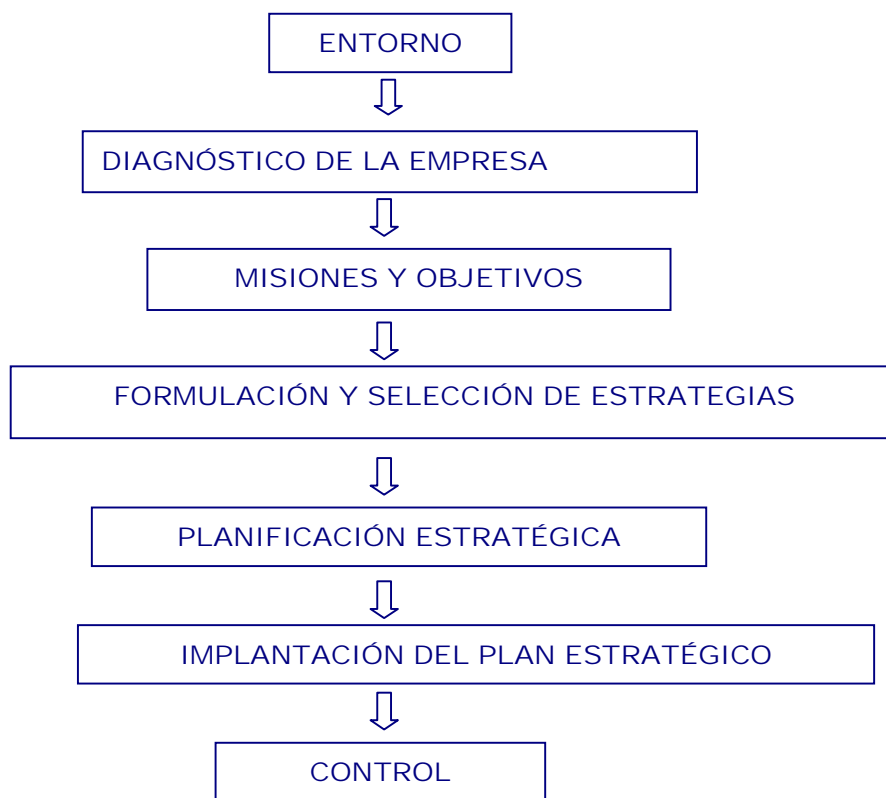 ENTORNO
DIAGNÓSTICO DE LA EMPRESA
MISIONES Y OBJETIVOS
FORMULACIÓN Y SELECCIÓN DE ESTRATEGIAS
PLANIFICACIÓN ESTRATÉGICA
IMPLANTACIÓN DEL PLAN ESTRATÉGICO
CONTROL